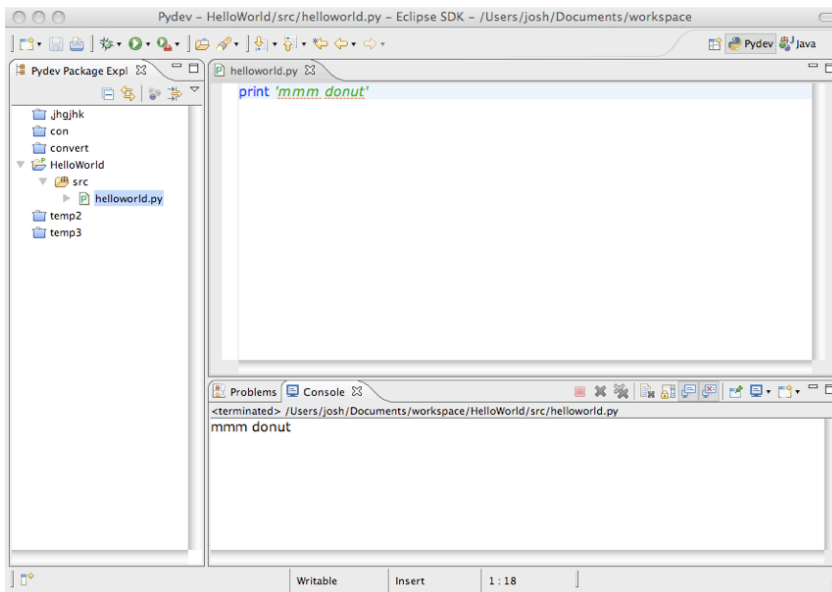 Pydev – HelloWorld/src/helloworld.py – Eclipse SDK – /Users/josh/Documents/workspace
Pydev Java
Pydev Package Expl
.jhgjhk
con
convert
HelloWorld
src
helloworld.py
temp2
temp3
helloworld.py
print 'mmm donut'
Problems Console
<terminated> /Users/josh/Documents/workspace/HelloWorld/src/helloworld.py
mmm donut
Writable Insert 1 : 18